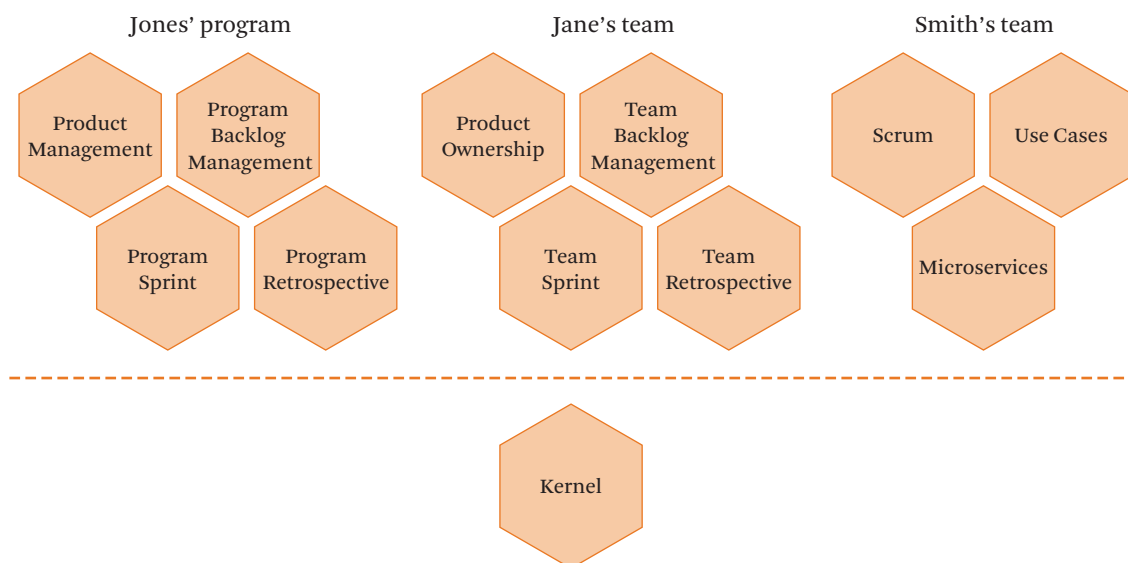 Jones’ program
Jane’s team
Smith’s team
Product
Management
Program
Backlog
Management
Program
Sprint
Program
Retrospective
Product
Ownership
Team
Backlog
Management
Team
Sprint
Team
Retrospective
Scrum
Use Cases
Microservices
Kernel